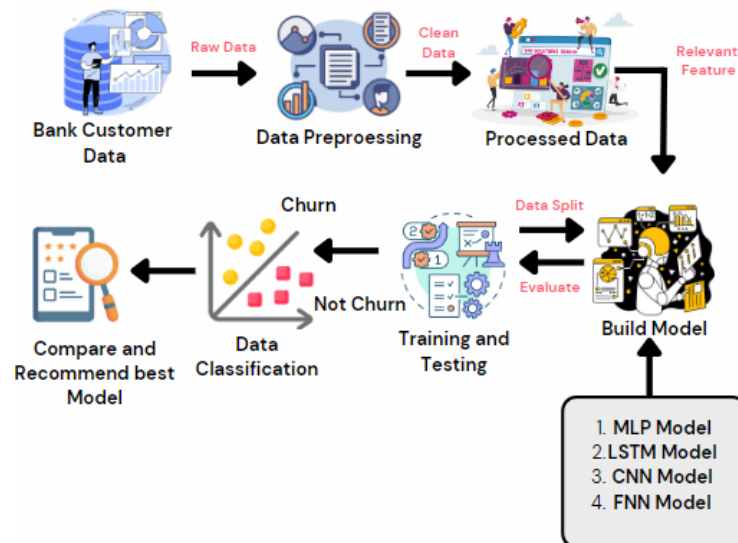 Raw Data
Clean
Data
Relevant
Feature
Bank Customer
Data
Data Preproessing
Processed Data
Churn
Not Churn
Data
Classification
Data Split
Evaluate
2
1
Training and
Testing
Build Model
Compare and
Recommend best
Model
1. MLP Model
2. LSTM Model
3. CNN Model
4. FNN Model